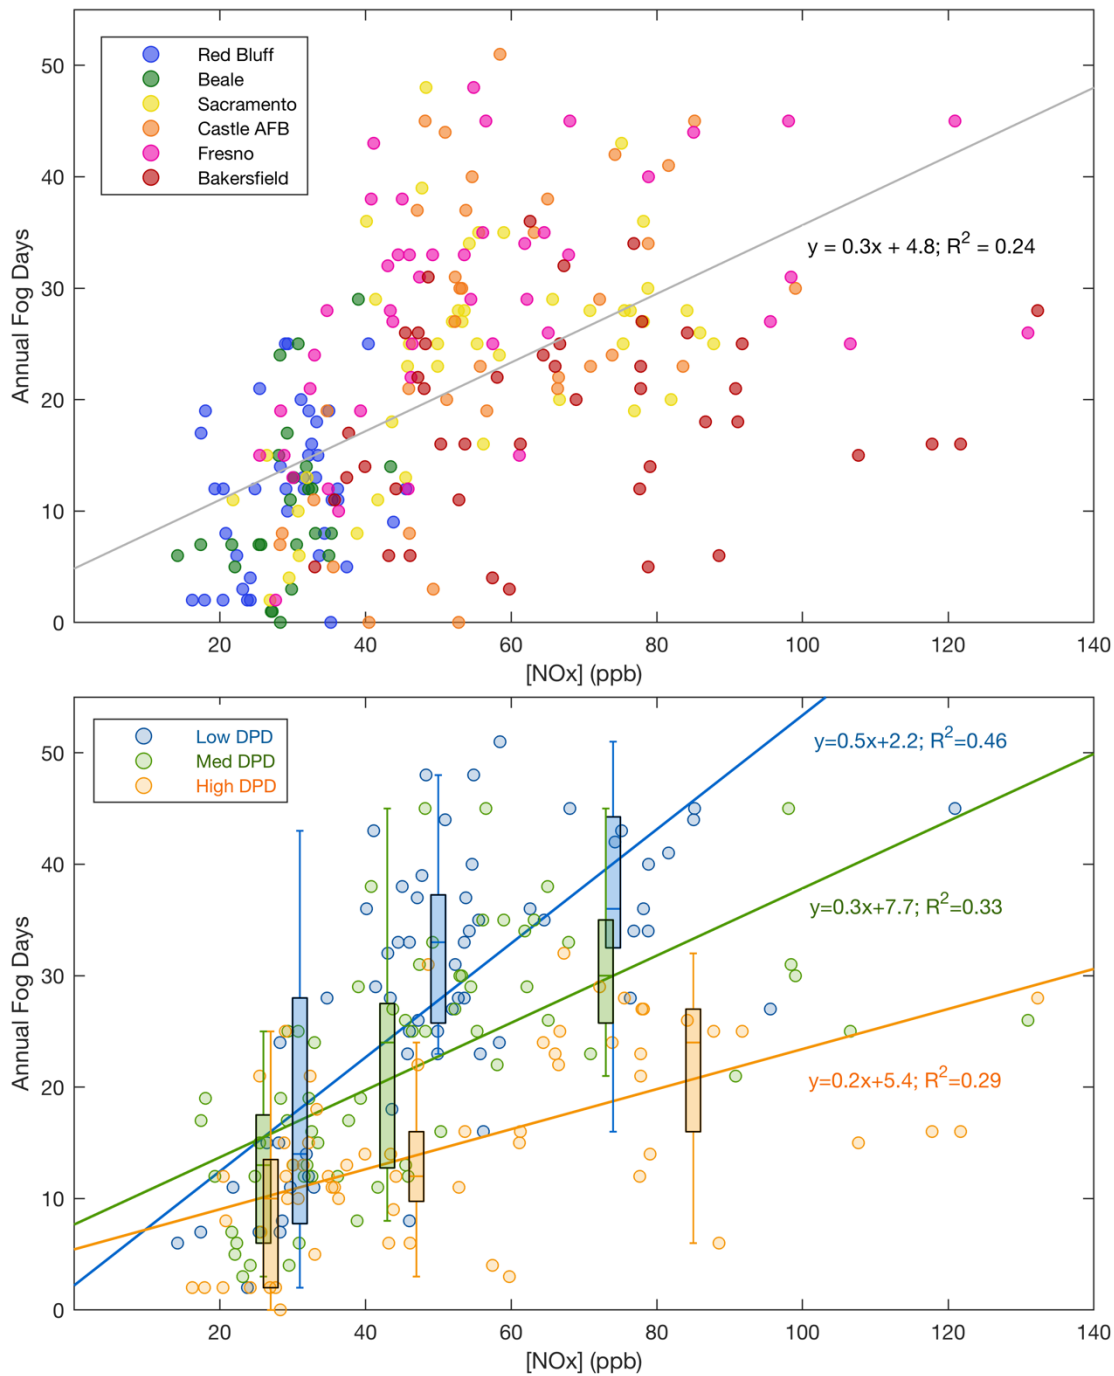 50
40
30
20
10
0
Annual Fog Days
Red Bluff
Beale
Sacramento
Castle AFB
Fresno
Bakersfield
y = 0.3x + 4.8; R² = 0.24
20 40 60 80 100 120 140
[NOx] (ppb)
50
40
30
20
10
0
Annual Fog Days
Low DPD
Med DPD
High DPD
y=0.5x+2.2; R²=0.46
y=0.3x+7.7; R²=0.33
y=0.2x+5.4; R²=0.29
20 40 60 80 100 120 140
[NOx] (ppb)